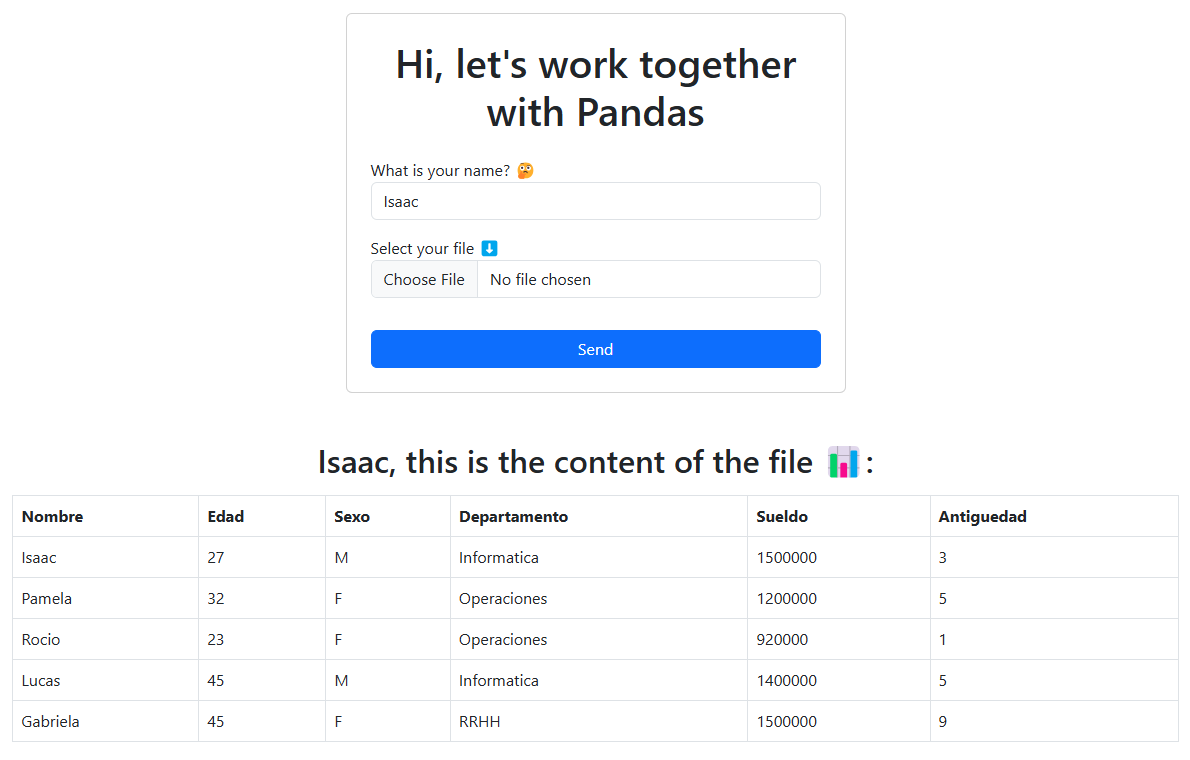 Hi, let's work together
with Pandas
What is your name? 🤔
Isaac
Select your file ⬇️
Choose File No file chosen
Send
Isaac, this is the content of the file 📊:
Nombre Edad Sexo Departamento Sueldo Antiguedad
Isaac 27 M Informatica 1500000 3
Pamela 32 F Operaciones 1200000 5
Rocio 23 F Operaciones 920000 1
Lucas 45 M Informatica 1400000 5
Gabriela 45 F RRHH 1500000 9